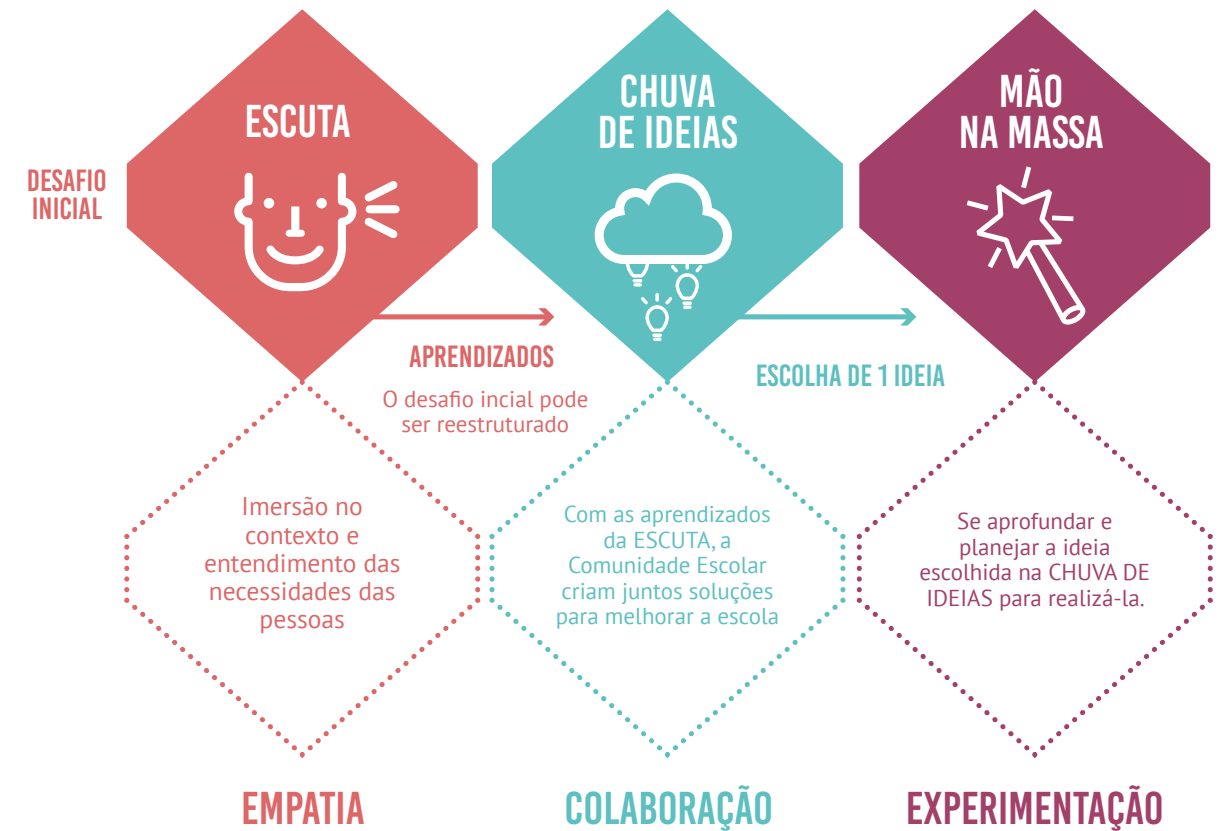 DESAFIO
INICIAL
ESCUTA
CHUVA
DE IDEIAS
MÃO
NA MASSA
APRENDIZADOS
O desafio incial pode
ser reestruturado
ESCOLHA DE 1 IDEIA
Imersão no
contexto e
entendimento das
necessidades das
pessoas
Com as aprendizados
da ESCUTA, a
Comunidade Escolar
criam juntos soluções
para melhorar a escola
Se aprofundar e
planejar a ideia
escolhida na CHUVA DE
IDEIAS para realizá-la.
EMPATIA
COLABORAÇÃO
EXPERIMENTAÇÃO